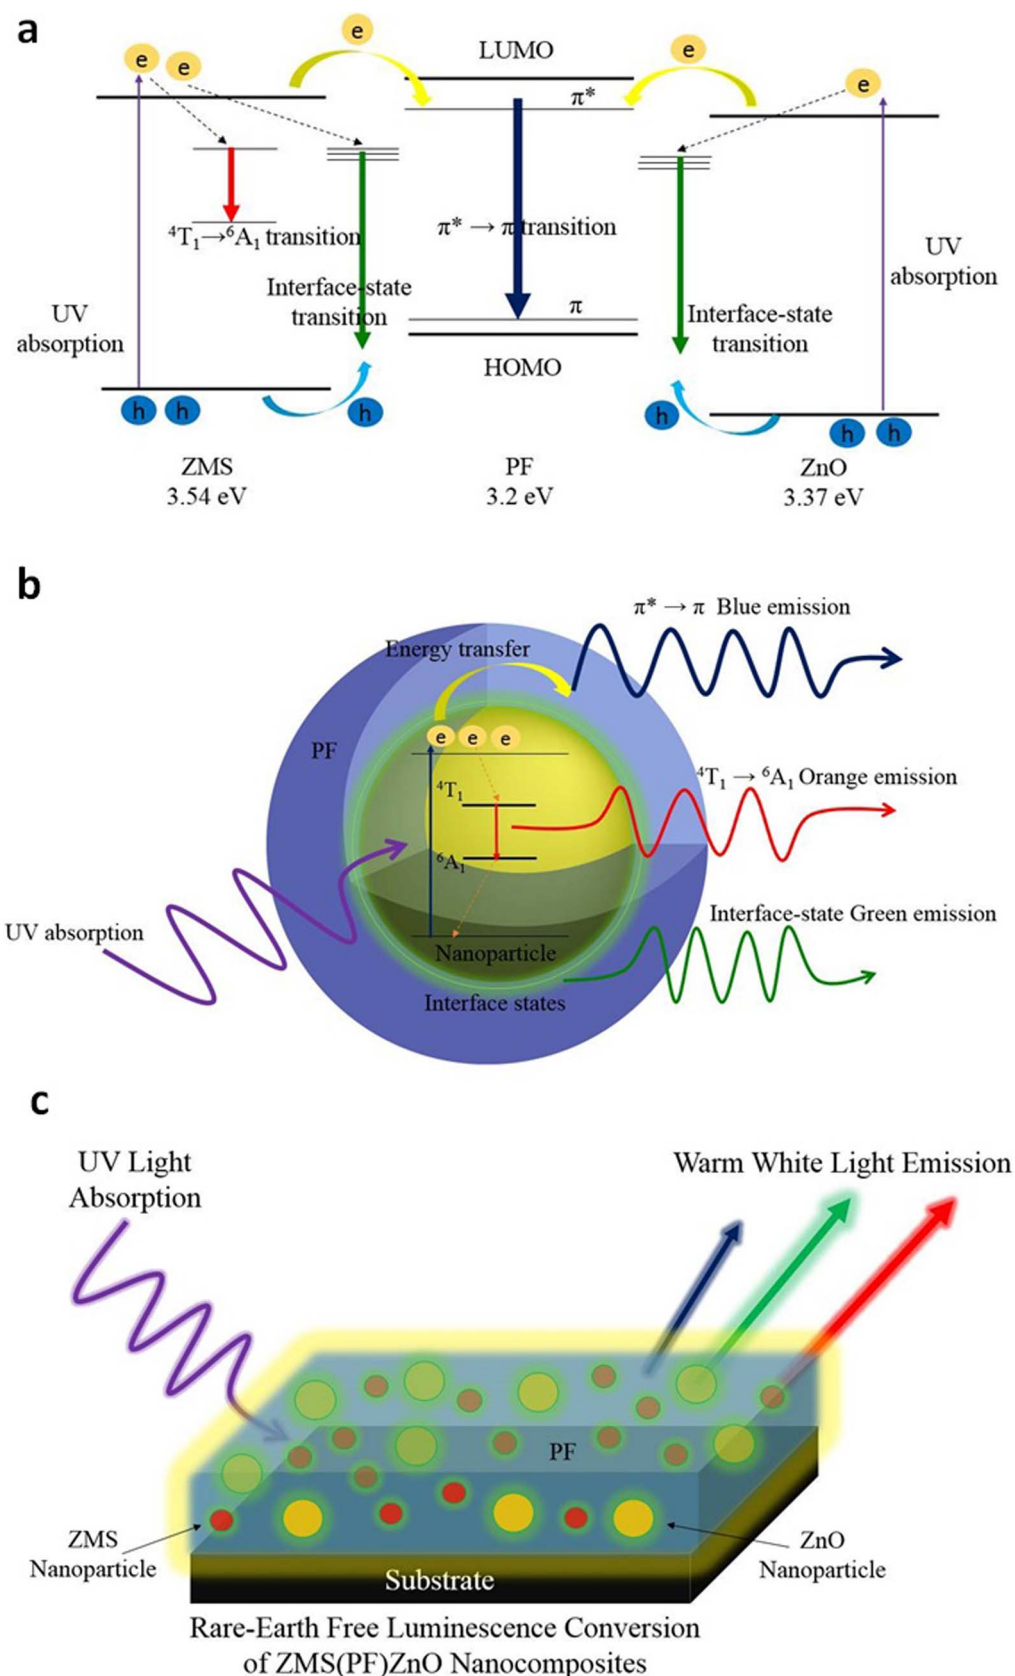 a
e
e
e
LUMO
e
e
π*
⁴T₁→⁶A₁ transition
π* → π transition
UV
absorption
Interface-state
transition
UV
absorption
Interface-state
transition
π
HOMO
h
h
h
h
h
h
ZMS
3.54 eV
PF
3.2 eV
ZnO
3.37 eV
b
π* → π Blue emission
Energy transfer
PF
e
e
e
⁴T₁
⁴T₁ → ⁶A₁ Orange emission
⁶A₁
UV absorption
Interface-state Green emission
Nanoparticle
Interface states
c
UV Light
Absorption
Warm White Light Emission
PF
ZMS
Nanoparticle
ZnO
Nanoparticle
Substrate
Rare-Earth Free Luminescence Conversion
of ZMS(PF)ZnO Nanocomposites